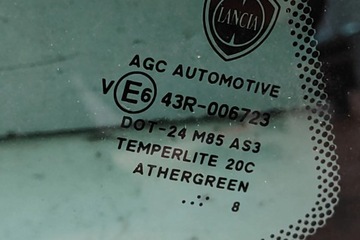 LANCIA
AGC AUTOMOTIVE
V E6 43R-006723
DOT-24 M85 AS3
TEMPERLITE 20C
ATHERGREEN
8